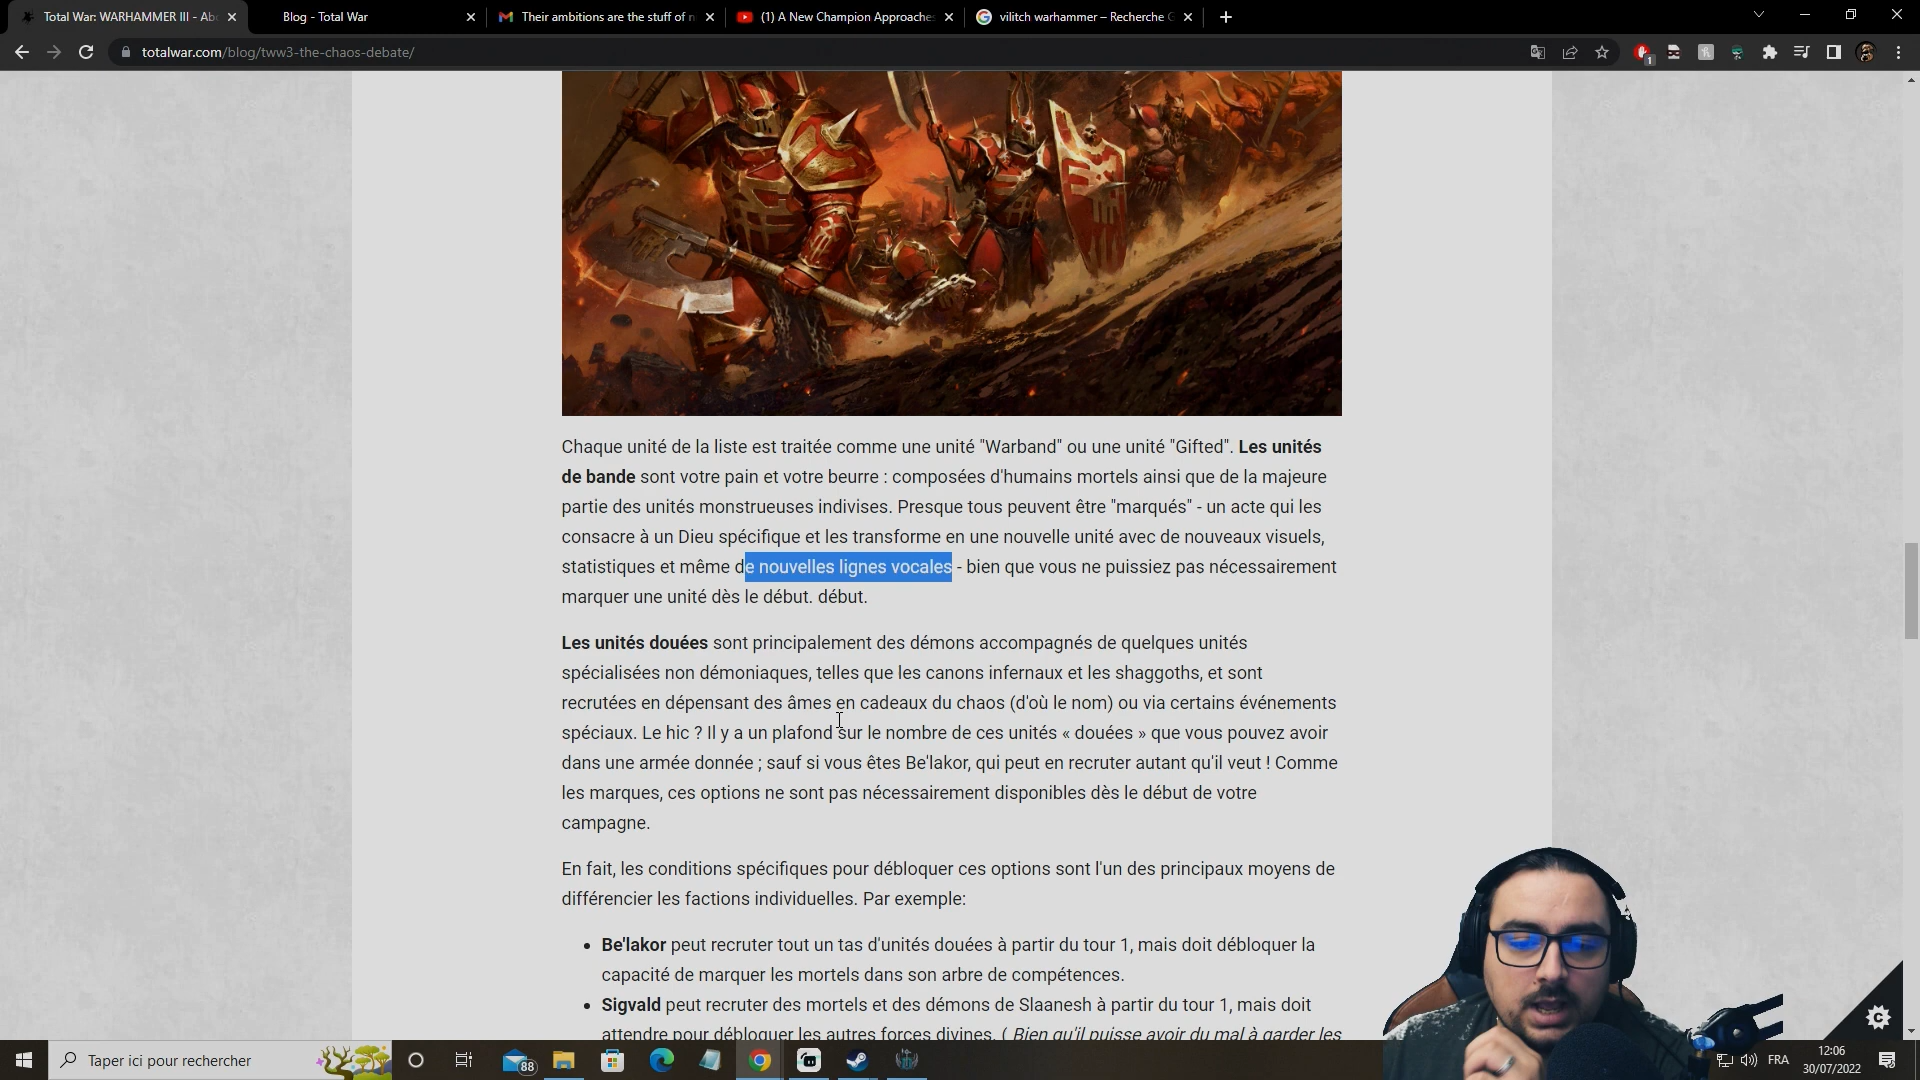 Total War: WARHAMMER III - Abo
Blog - Total War
Their ambitions are the stuff of n
(1) A New Champion Approaches
vilitch warhammer – Recherche G
totalwar.com/blog/tww3-the-chaos-debate/
1
Chaque unité de la liste est traitée comme une unité "Warband" ou une unité "Gifted". Les unités
de bande sont votre pain et votre beurre : composées d'humains mortels ainsi que de la majeure
partie des unités monstrueuses indivises. Presque tous peuvent être "marqués" - un acte qui les
consacre à un Dieu spécifique et les transforme en une nouvelle unité avec de nouveaux visuels,
statistiques et même de nouvelles lignes vocales - bien que vous ne puissiez pas nécessairement
marquer une unité dès le début. début.
Les unités douées sont principalement des démons accompagnés de quelques unités
spécialisées non démoniaques, telles que les canons infernaux et les shaggoths, et sont
recrutées en dépensant des âmes en cadeaux du chaos (d'où le nom) ou via certains événements
spéciaux. Le hic ? Il y a un plafond sur le nombre de ces unités « douées » que vous pouvez avoir
dans une armée donnée ; sauf si vous êtes Be'lakor, qui peut en recruter autant qu'il veut ! Comme
les marques, ces options ne sont pas nécessairement disponibles dès le début de votre
campagne.
En fait, les conditions spécifiques pour débloquer ces options sont l'un des principaux moyens de
différencier les factions individuelles. Par exemple:
• Be'lakor peut recruter tout un tas d'unités douées à partir du tour 1, mais doit débloquer la
capacité de marquer les mortels dans son arbre de compétences.
• Sigvald peut recruter des mortels et des démons de Slaanesh à partir du tour 1, mais doit
attendre pour débloquer les autres forces divines. ( Bien qu'il puisse avoir du mal à garder les
Taper ici pour rechercher
88
FRA
12:06
30/07/2022